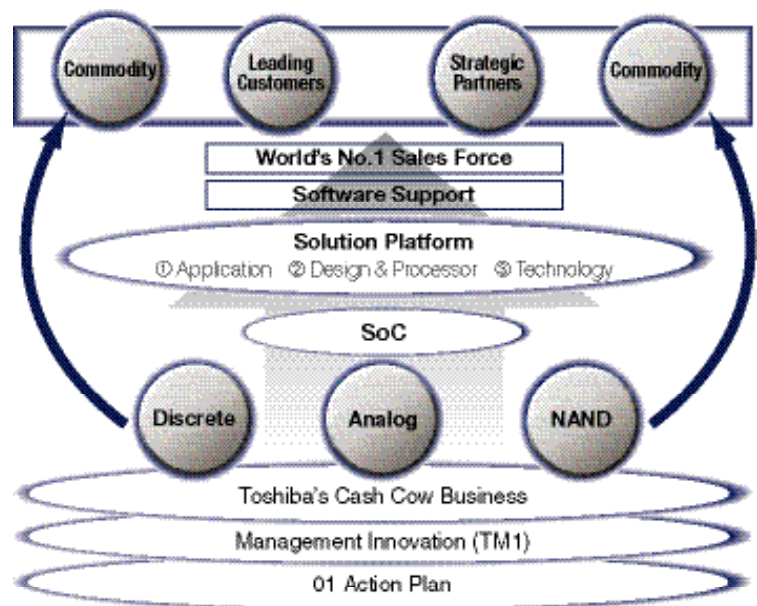 Commodity
Leading
Customers
Strategic
Partners
Commodity
World's No.1 Sales Force
Software Support
Solution Platform
① Application ② Design & Processor ③ Technology
SoC
Discrete
Analog
NAND
Toshiba's Cash Cow Business
Management Innovation (TM1)
01 Action Plan